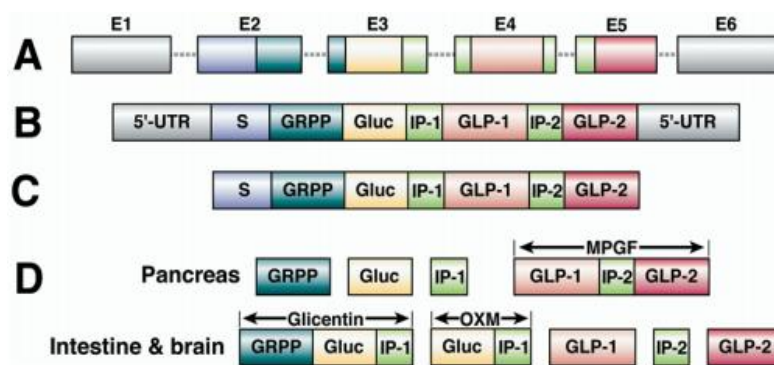 E1 E2 E3 E4 E5 E6
A
B 5'-UTR S GRPP Gluc IP-1 GLP-1 IP-2 GLP-2 5'-UTR
C S GRPP Gluc IP-1 GLP-1 IP-2 GLP-2
MPGF
D Pancreas GRPP Gluc IP-1 GLP-1 IP-2 GLP-2
Glicentin OXM
Intestine & brain GRPP Gluc IP-1 Gluc IP-1 GLP-1 IP-2 GLP-2